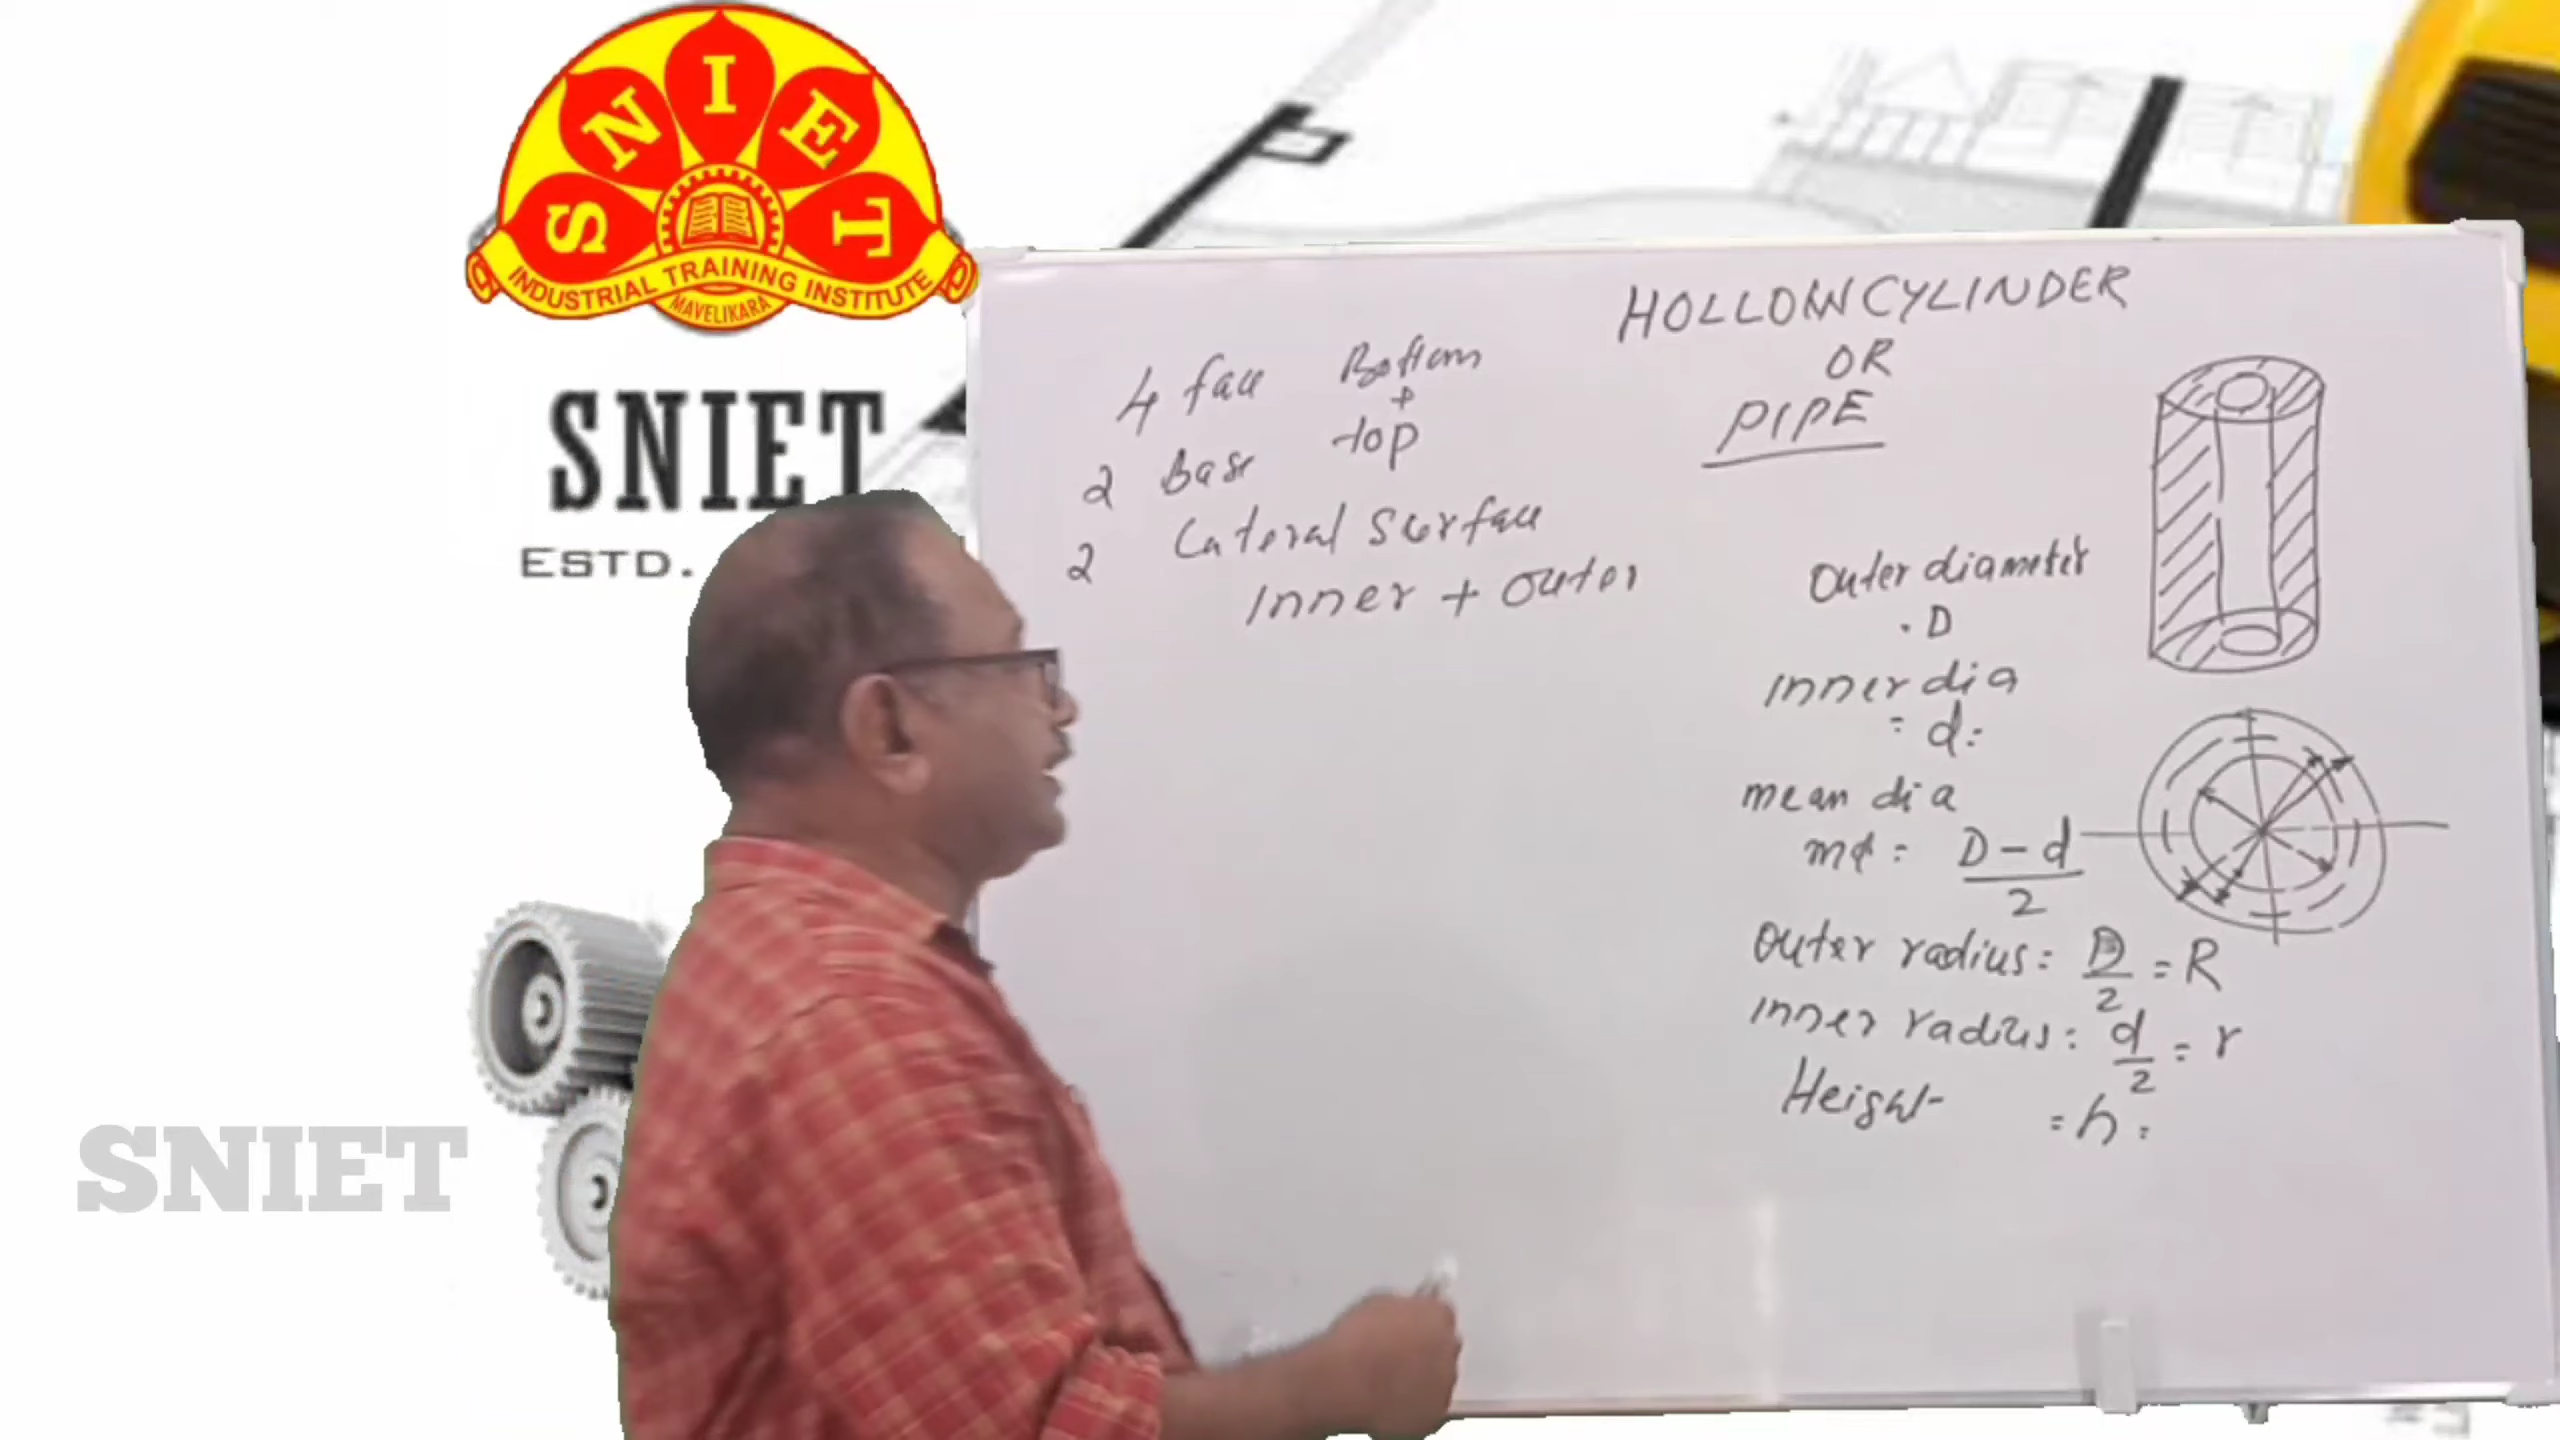 SNIET
INDUSTRIAL TRAINING INSTITUTE
MAVELIKARA
SNIET
ESTD.
SNIET
HOLLOW CYLINDER
OR
PIPE
4 face Bottom
+
2 Base top
2 Lateral Surface
Inner + Outer
Outer diameter
. D
Inner dia
= d =
mean dia
md = D - d
2
Outer radius = D/2 = R
Inner radius = d/2 = r
Height = h =